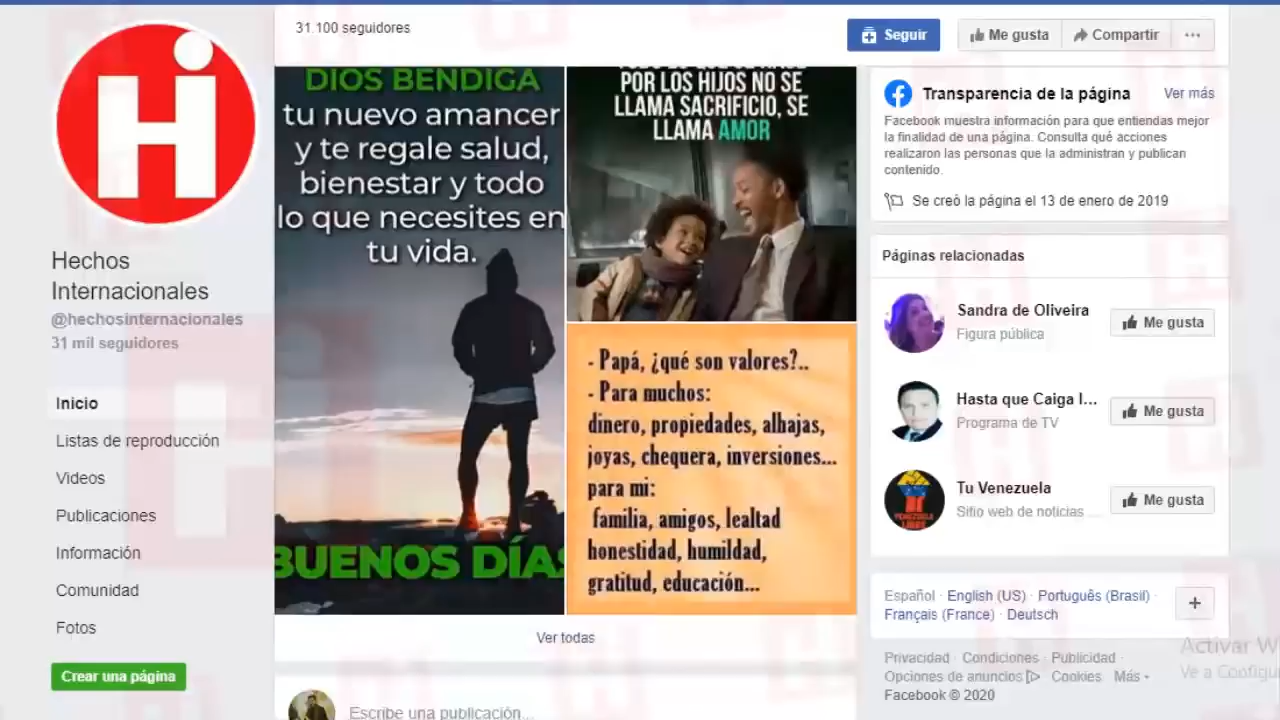 31.100 seguidores
Seguir
Me gusta
Compartir
Hi
Hechos
Internacionales
@hechosinternacionales
31 mil seguidores
Inicio
Listas de reproducción
Videos
Publicaciones
Información
Comunidad
Fotos
Crear una página
DIOS BENDIGA
tu nuevo amancer
y te regale salud,
bienestar y todo
lo que necesites en
tu vida.
BUENOS DÍAS
POR LOS HIJOS NO SE
LLAMA SACRIFICIO, SE
LLAMA AMOR
- Papá, ¿qué son valores?..
- Para muchos:
dinero, propiedades, alhajas,
joyas, chequera, inversiones...
para mi:
familia, amigos, lealtad
honestidad, humildad,
gratitud, educación...
Ver todas
Escribe una publicación...
Transparencia de la página
Ver más
Facebook muestra información para que entiendas mejor
la finalidad de una página. Consulta qué acciones
realizaron las personas que la administran y publican
contenido.
Se creó la página el 13 de enero de 2019
Páginas relacionadas
Sandra de Oliveira
Figura pública
Me gusta
Hasta que Caiga l...
Programa de TV
Me gusta
Tu Venezuela
Sitio web de noticias ...
Me gusta
Español · English (US) · Português (Brasil) ·
Français (France) · Deutsch
Privacidad · Condiciones · Publicidad ·
Opciones de anuncios · Cookies · Más
Facebook © 2020
Activar W
Ve a Configu